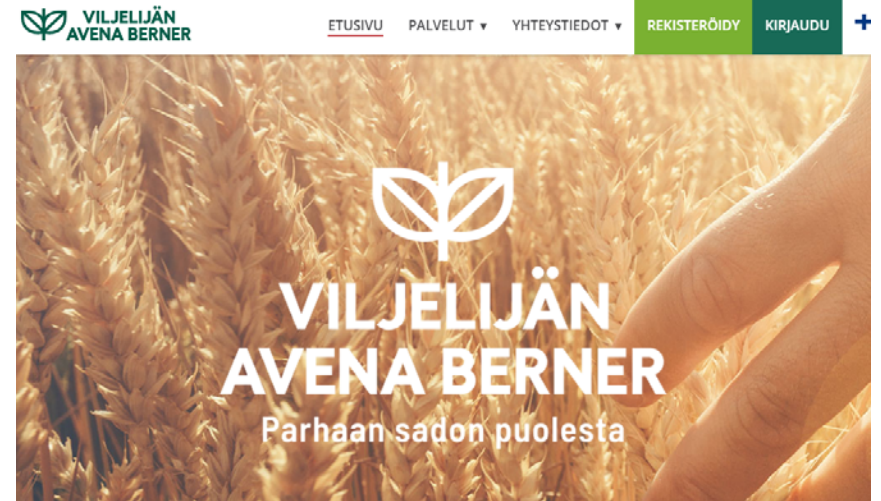 VILJELIJÄN
AVENA BERNER
ETUSIVU PALVELUT ▾ YHTEYSTIEDOT ▾ REKISTERÖIDY KIRJAUDU
VILJELIJÄN
AVENA BERNER
Parhaan sadon puolesta